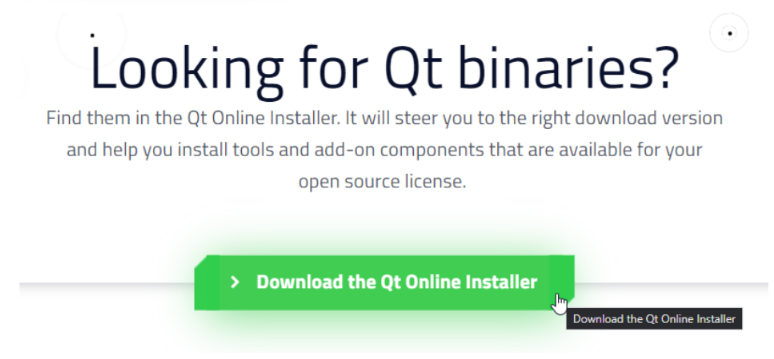 Looking for Qt binaries?
Find them in the Qt Online Installer. It will steer you to the right download version
and help you install tools and add-on components that are available for your
open source license.
Download the Qt Online Installer
Download the Qt Online Installer